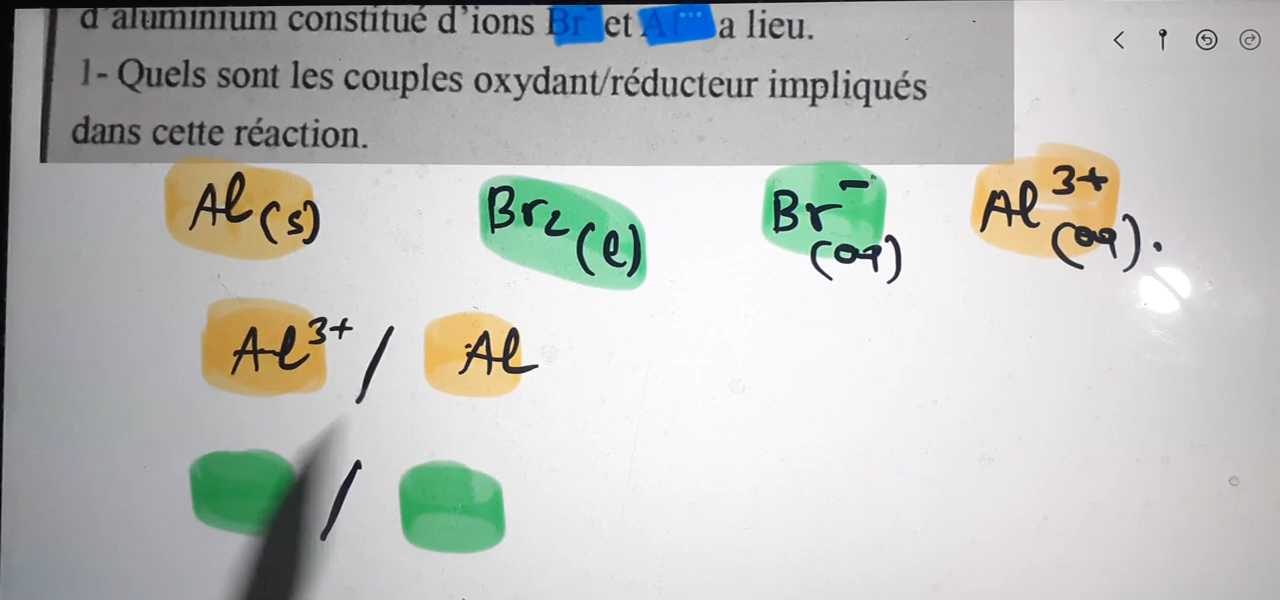 d'aluminium constitué d'ions Br⁻ et Al··· a lieu.
1- Quels sont les couples oxydant/réducteur impliqués
dans cette réaction.
Al(s) Br2(l) Br⁻(aq) Al³⁺(aq).
Al³⁺ / Al
/